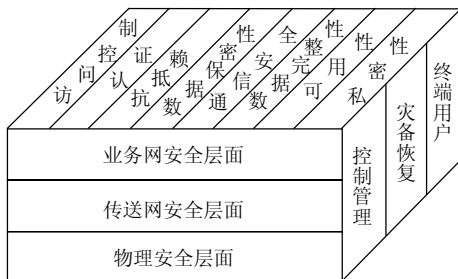 访问控制
认证
抗抵赖
数据保密性
通信安全
数据完整性
可用性
私密性
业务网安全层面
传送网安全层面
物理安全层面
控制管理
灾备恢复
终端用户